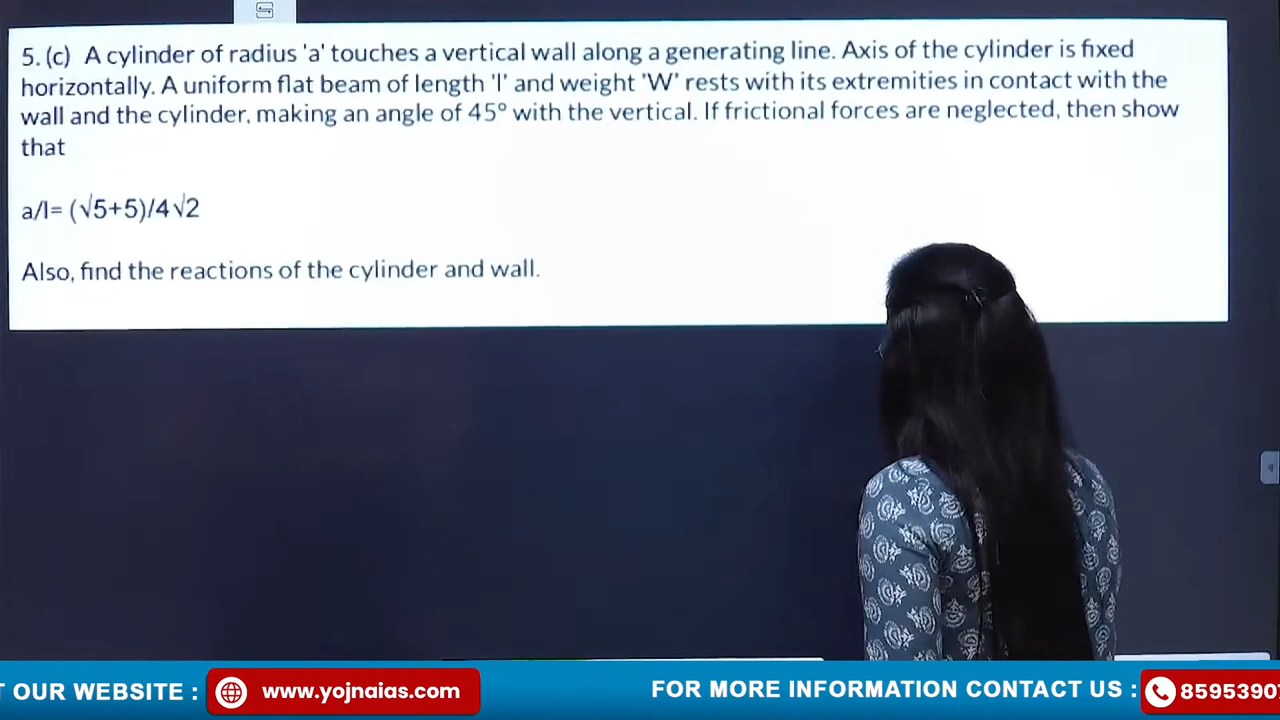 5. (c) A cylinder of radius 'a' touches a vertical wall along a generating line. Axis of the cylinder is fixed
horizontally. A uniform flat beam of length 'l' and weight 'W' rests with its extremities in contact with the
wall and the cylinder, making an angle of 45° with the vertical. If frictional forces are neglected, then show
that
a/l= (√5+5)/4√2
Also, find the reactions of the cylinder and wall.
T OUR WEBSITE : www.yojnaias.com FOR MORE INFORMATION CONTACT US : 8595390